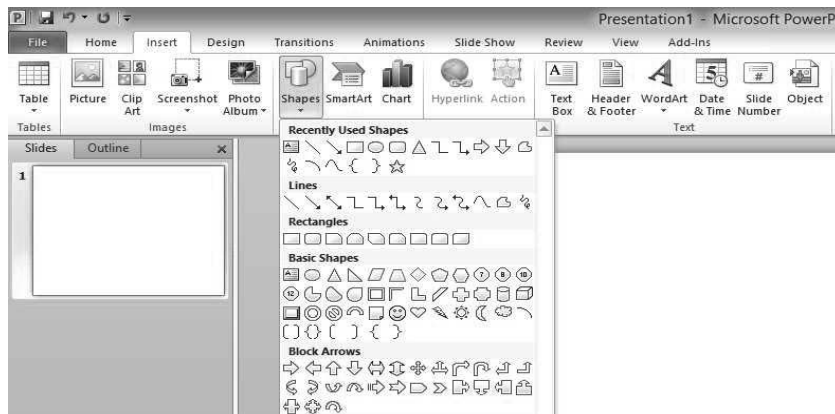 Presentation1 - Microsoft PowerP
File Home Insert Design Transitions Animations Slide Show Review View Add-Ins
Table Picture Clip Art Screenshot Photo Album Shapes SmartArt Chart Hyperlink Action Text Box Header & Footer WordArt Date & Time Slide Number Object
Tables Images Text
Slides Outline
1
Recently Used Shapes
Lines
Rectangles
Basic Shapes
Block Arrows